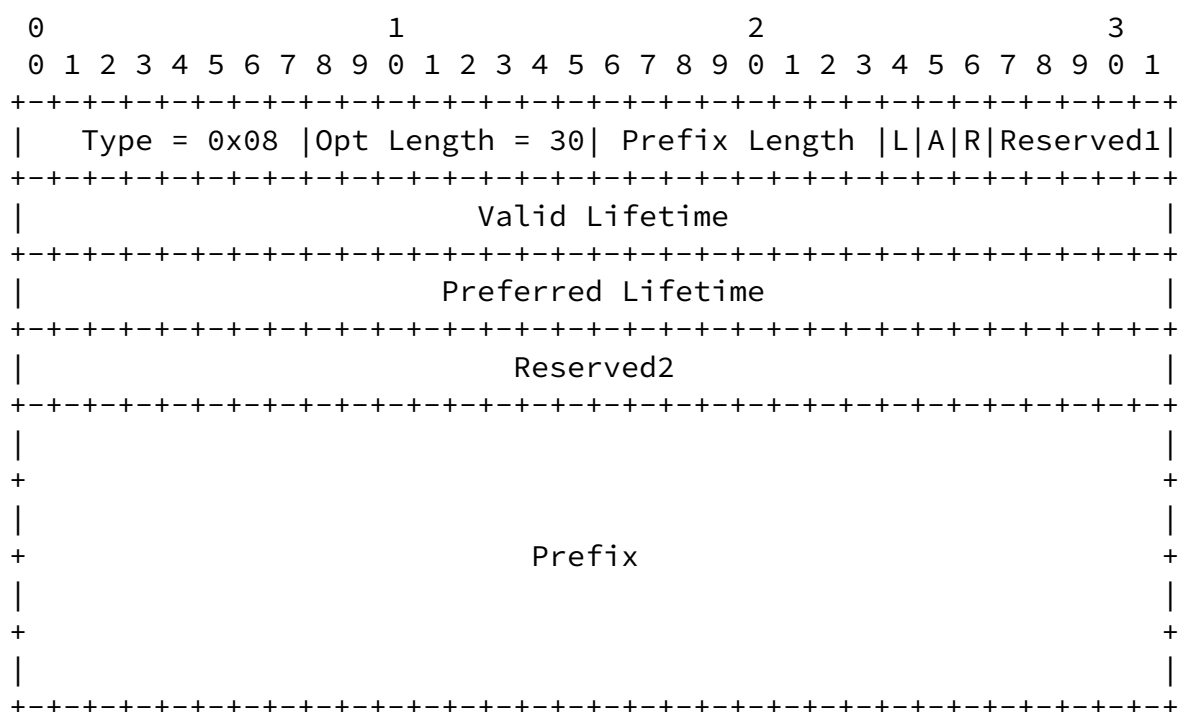 0                   1                   2                   3
 0 1 2 3 4 5 6 7 8 9 0 1 2 3 4 5 6 7 8 9 0 1 2 3 4 5 6 7 8 9 0 1
+-+-+-+-+-+-+-+-+-+-+-+-+-+-+-+-+-+-+-+-+-+-+-+-+-+-+-+-+-+-+-+-+
|   Type = 0x08 |Opt Length = 30| Prefix Length |L|A|R|Reserved1|
+-+-+-+-+-+-+-+-+-+-+-+-+-+-+-+-+-+-+-+-+-+-+-+-+-+-+-+-+-+-+-+-+
|                         Valid Lifetime                        |
+-+-+-+-+-+-+-+-+-+-+-+-+-+-+-+-+-+-+-+-+-+-+-+-+-+-+-+-+-+-+-+-+
|                       Preferred Lifetime                      |
+-+-+-+-+-+-+-+-+-+-+-+-+-+-+-+-+-+-+-+-+-+-+-+-+-+-+-+-+-+-+-+-+
|                           Reserved2                           |
+-+-+-+-+-+-+-+-+-+-+-+-+-+-+-+-+-+-+-+-+-+-+-+-+-+-+-+-+-+-+-+-+
|                                                               |
+                                                               +
|                                                               |
+                            Prefix                             +
|                                                               |
+                                                               +
|                                                               |
+-+-+-+-+-+-+-+-+-+-+-+-+-+-+-+-+-+-+-+-+-+-+-+-+-+-+-+-+-+-+-+-+